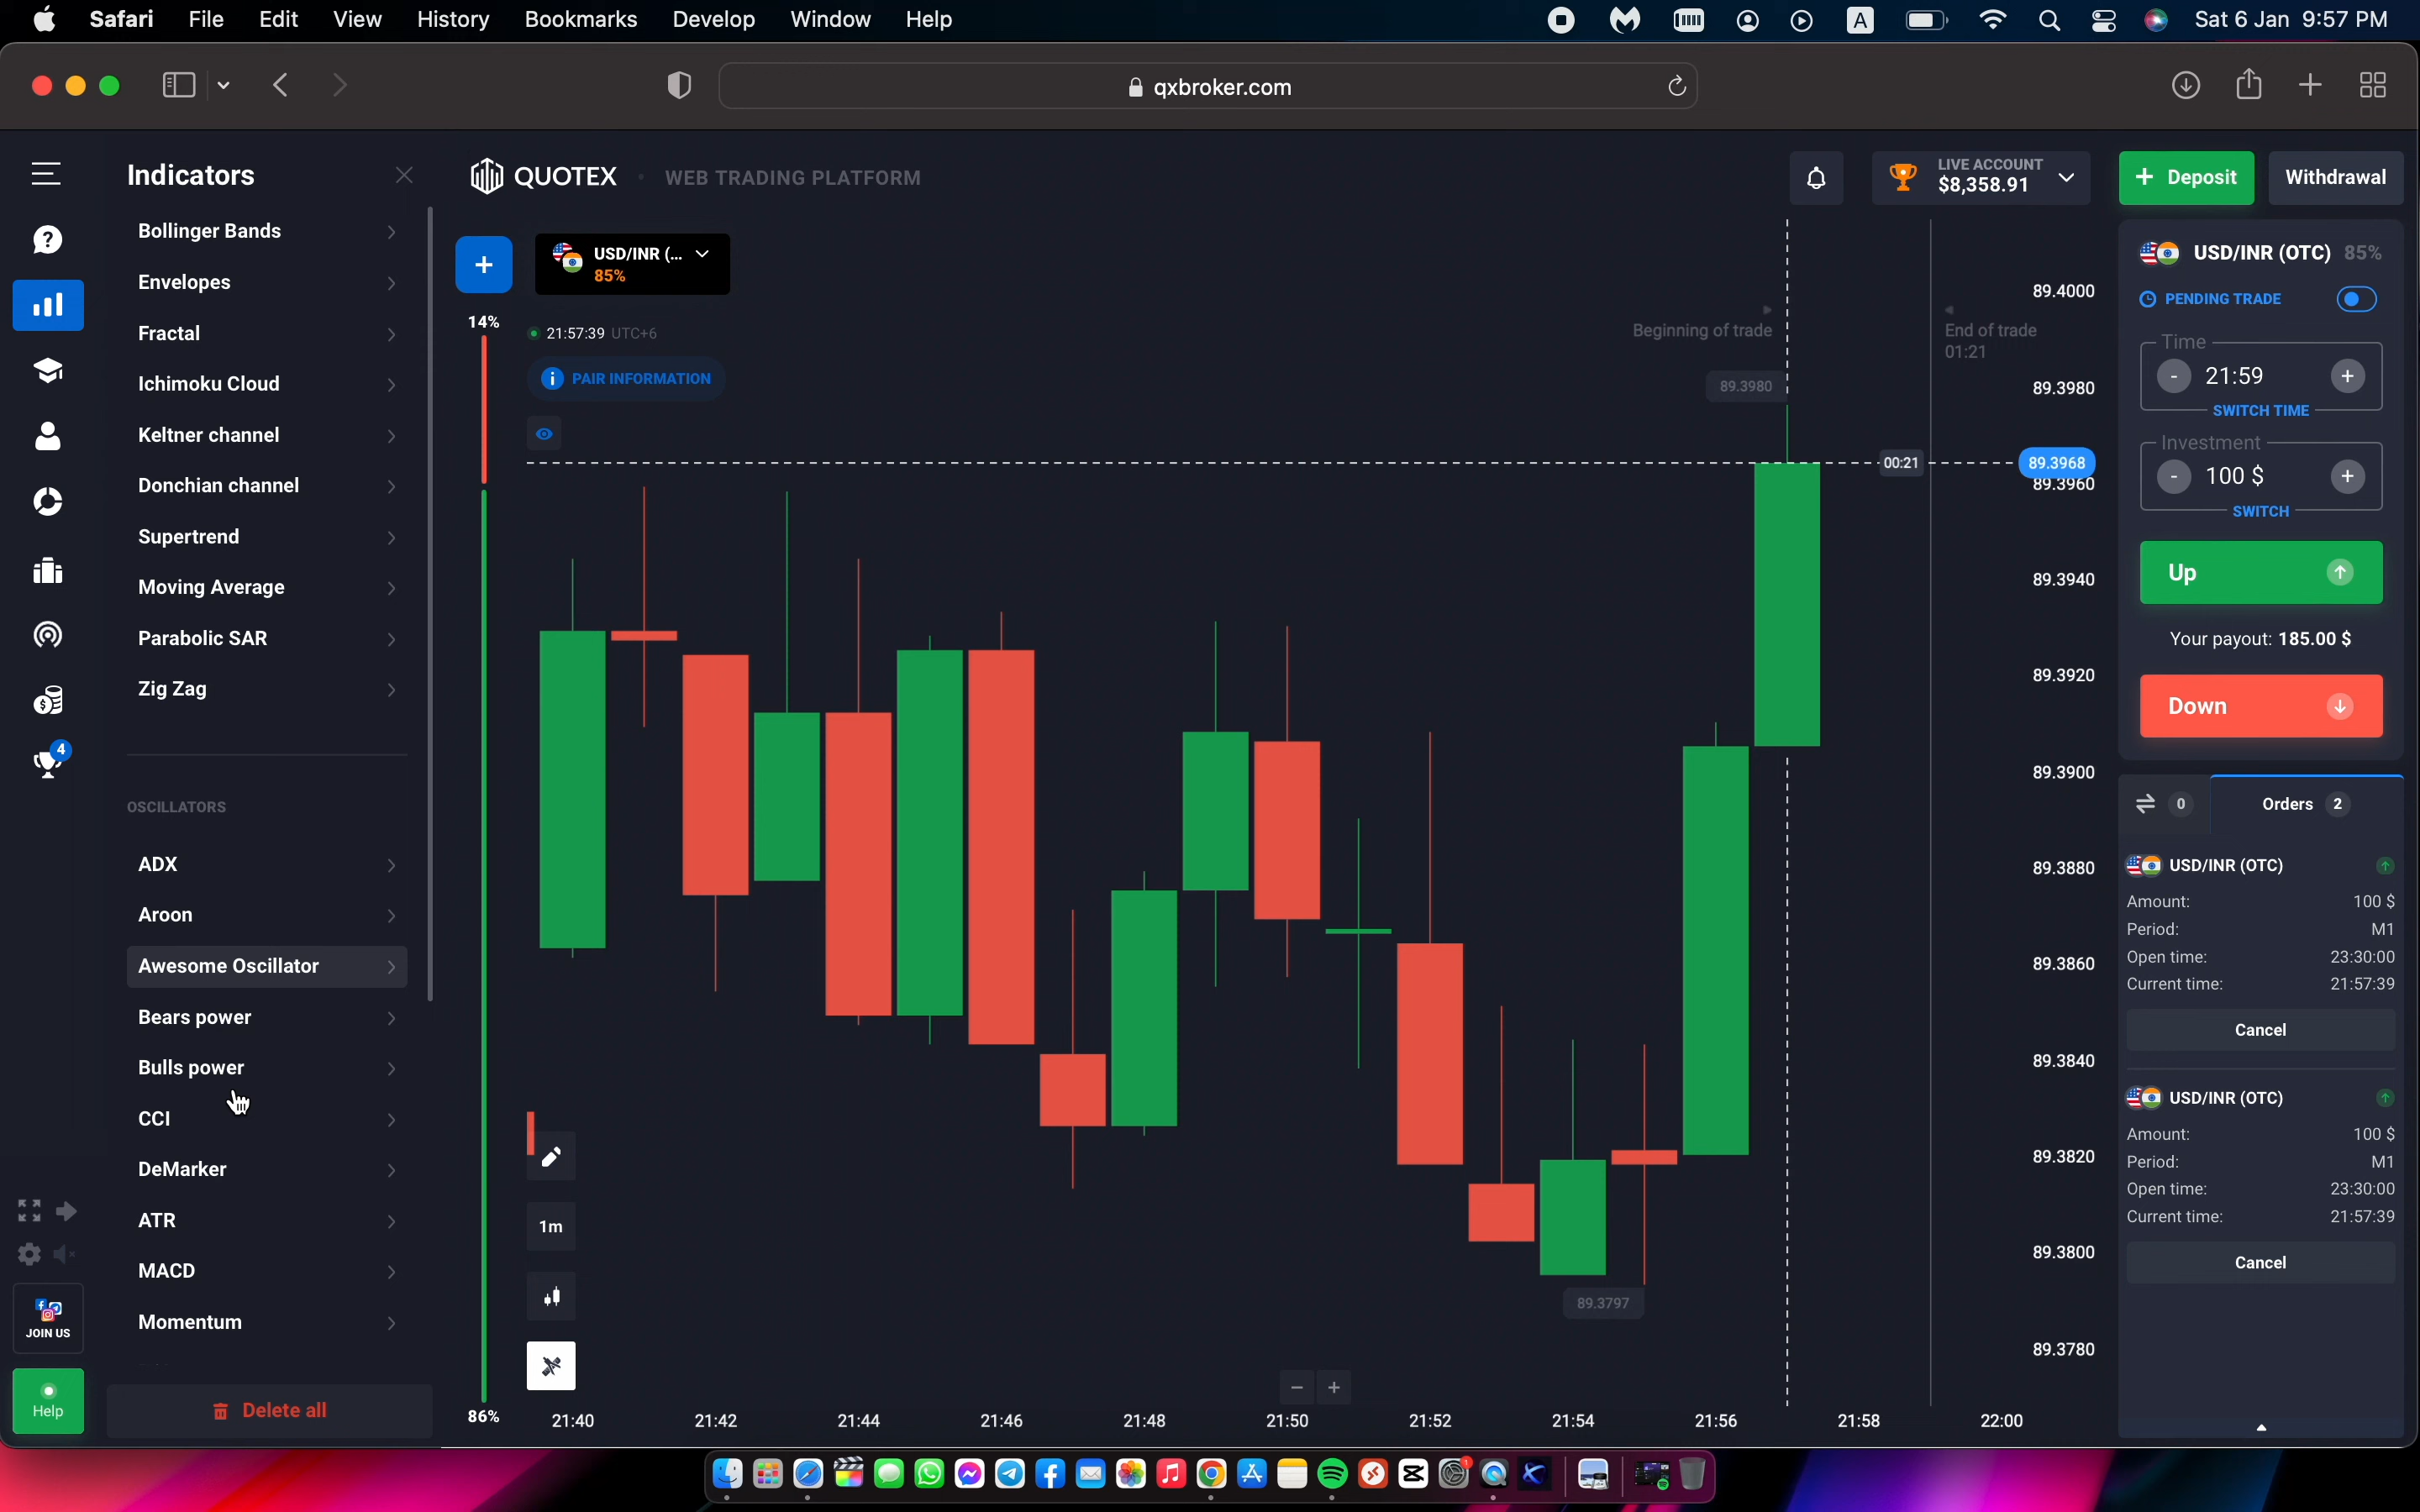 Safari File Edit View History Bookmarks Develop Window Help
A
Sat 6 Jan 9:57 PM
qxbroker.com
Indicators
Bollinger Bands
Envelopes
Fractal
Ichimoku Cloud
Keltner channel
Donchian channel
Supertrend
Moving Average
Parabolic SAR
Zig Zag
OSCILLATORS
ADX
Aroon
Awesome Oscillator
Bears power
Bulls power
CCI
DeMarker
ATR
MACD
Momentum
Delete all
4
JOIN US
Help
QUOTEX
WEB TRADING PLATFORM
LIVE ACCOUNT
$8,358.91
+ Deposit
Withdrawal
+
USD/INR (...
85%
14%
21:57:39 UTC+6
PAIR INFORMATION
86%
1m
Beginning of trade
End of trade
01:21
89.3980
00:21
89.3968
89.3797
89.4000
89.3980
89.3960
89.3940
89.3920
89.3900
89.3880
89.3860
89.3840
89.3820
89.3800
89.3780
− +
21:40 21:42 21:44 21:46 21:48 21:50 21:52 21:54 21:56 21:58 22:00
USD/INR (OTC) 85%
PENDING TRADE
Time
- 21:59 +
SWITCH TIME
Investment
- 100 $ +
SWITCH
Up
Your payout: 185.00 $
Down
0
Orders 2
USD/INR (OTC)
Amount: 100 $
Period: M1
Open time: 23:30:00
Current time: 21:57:39
Cancel
USD/INR (OTC)
Amount: 100 $
Period: M1
Open time: 23:30:00
Current time: 21:57:39
Cancel
1